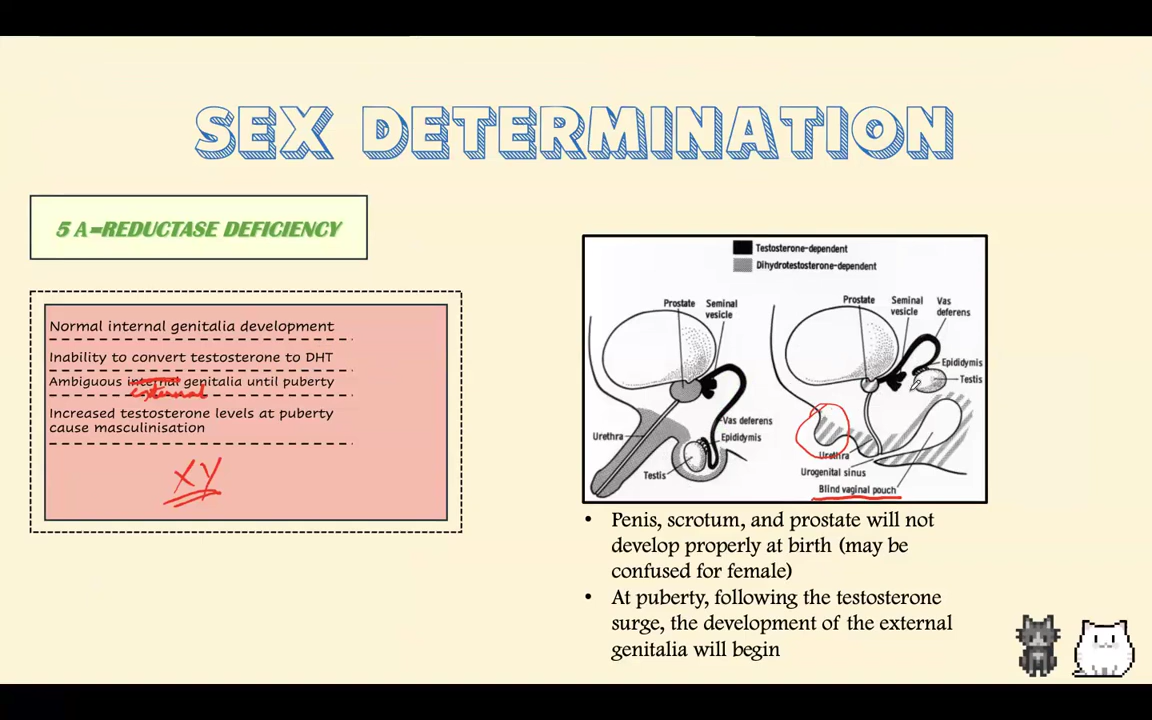 SEX DETERMINATION
5 A=REDUCTASE DEFICIENCY
Normal internal genitalia development
Inability to convert testosterone to DHT
Ambiguous internal genitalia until puberty
external
Increased testosterone levels at puberty
cause masculinisation
XY
Testosterone-dependent
Dihydrotestosterone-dependent
Prostate
Seminal
vesicle
Vas deferens
Epididymis
Urethra
Testis
Prostate
Seminal
vesicle
Vas
deferens
Epididymis
Testis
Urethra
Urogenital sinus
Blind vaginal pouch
• Penis, scrotum, and prostate will not
develop properly at birth (may be
confused for female)
• At puberty, following the testosterone
surge, the development of the external
genitalia will begin